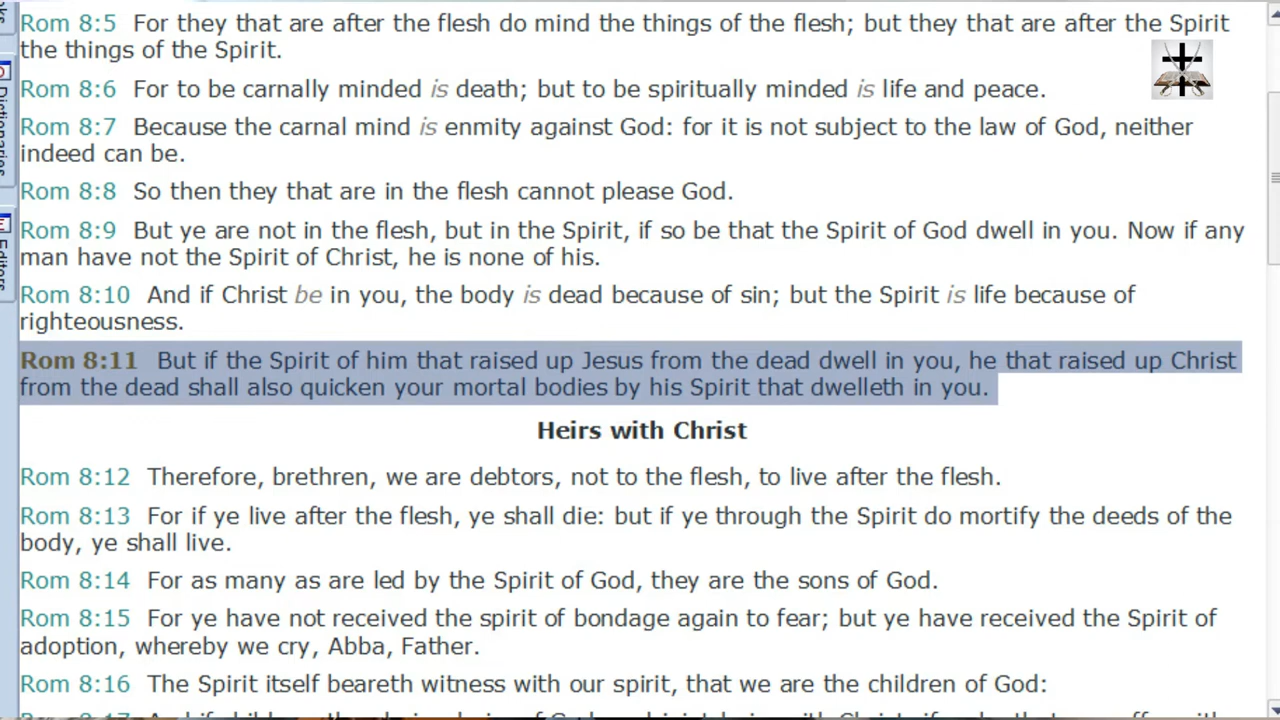 Rom 8:5 For they that are after the flesh do mind the things of the flesh; but they that are after the Spirit
the things of the Spirit.
Rom 8:6 For to be carnally minded is death; but to be spiritually minded is life and peace.
Rom 8:7 Because the carnal mind is enmity against God: for it is not subject to the law of God, neither
indeed can be.
Rom 8:8 So then they that are in the flesh cannot please God.
Rom 8:9 But ye are not in the flesh, but in the Spirit, if so be that the Spirit of God dwell in you. Now if any
man have not the Spirit of Christ, he is none of his.
Rom 8:10 And if Christ be in you, the body is dead because of sin; but the Spirit is life because of
righteousness.
Rom 8:11 But if the Spirit of him that raised up Jesus from the dead dwell in you, he that raised up Christ
from the dead shall also quicken your mortal bodies by his Spirit that dwelleth in you.
Heirs with Christ
Rom 8:12 Therefore, brethren, we are debtors, not to the flesh, to live after the flesh.
Rom 8:13 For if ye live after the flesh, ye shall die: but if ye through the Spirit do mortify the deeds of the
body, ye shall live.
Rom 8:14 For as many as are led by the Spirit of God, they are the sons of God.
Rom 8:15 For ye have not received the spirit of bondage again to fear; but ye have received the Spirit of
adoption, whereby we cry, Abba, Father.
Rom 8:16 The Spirit itself beareth witness with our spirit, that we are the children of God:
Dictionaries
Editors